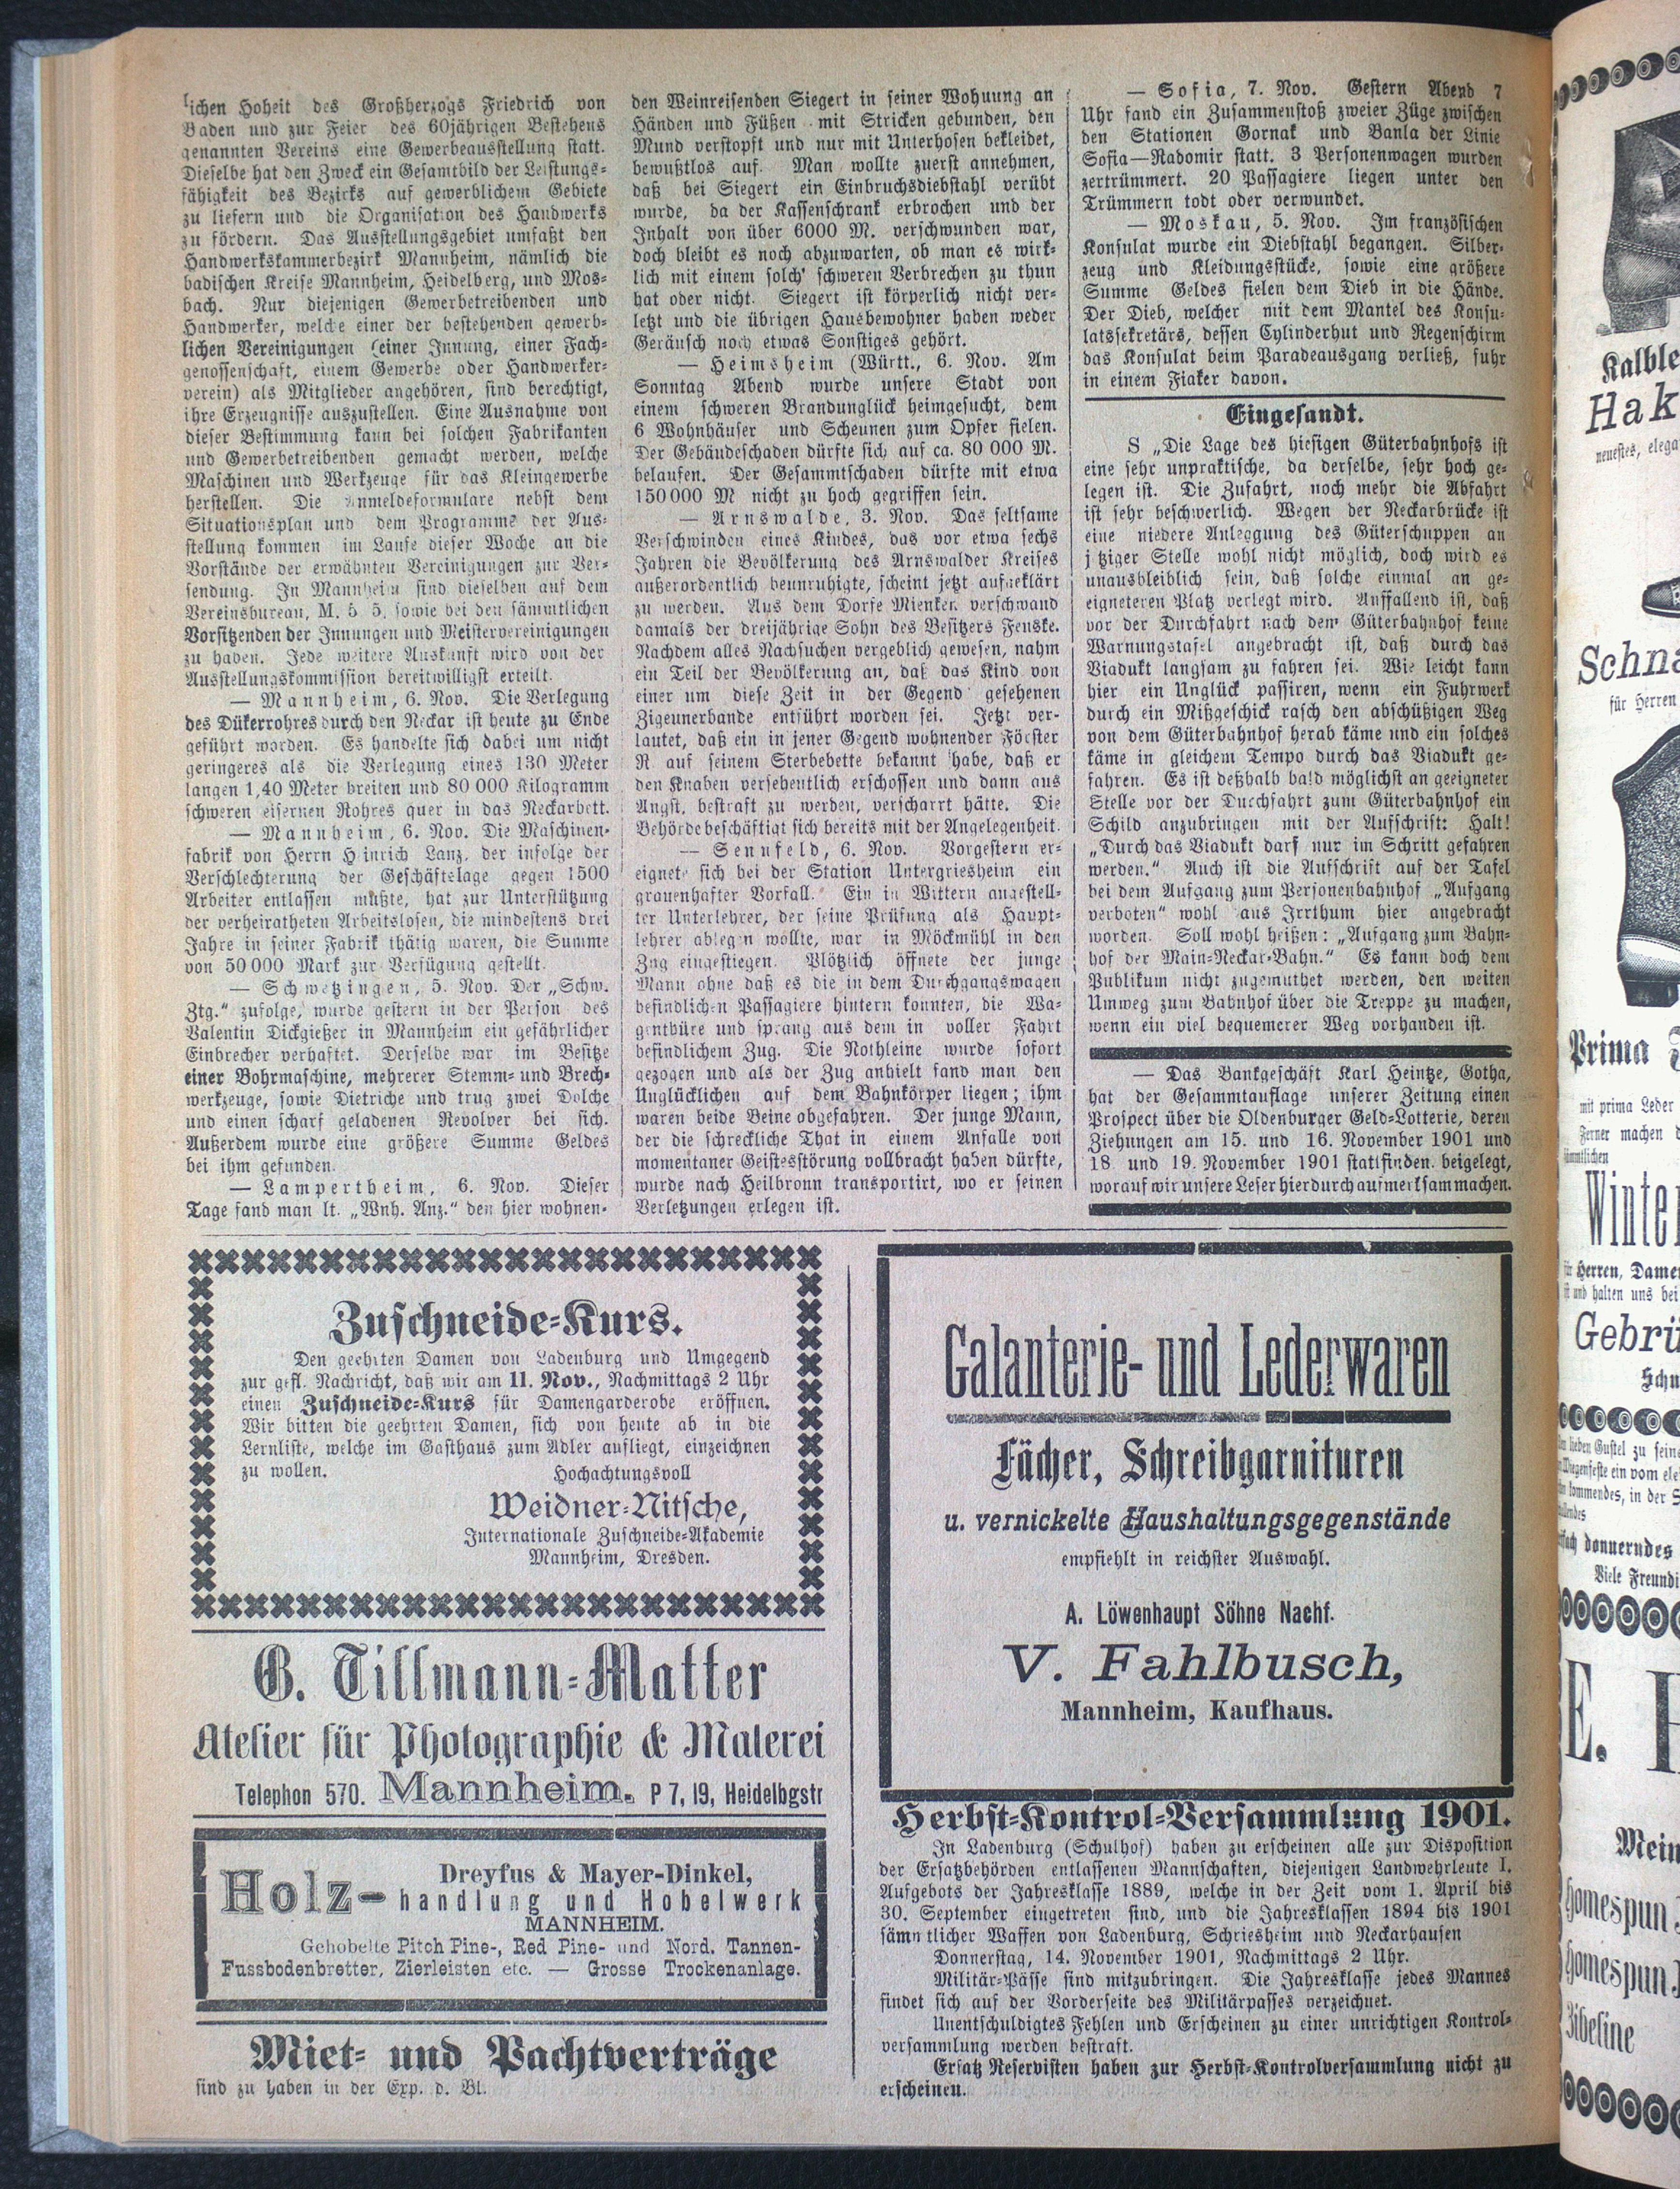 lichen Hoheit des Großherzogs Friedrich von
Baden und zur Feier des 60jährigen Bestehens
genannten Vereins eine Gewerbeausstellung statt.
Dieselbe hat den Zweck ein Gesamtbild der Leistungs-
fähigkeit des Bezirks auf gewerblichem Gebiete
zu liefern und die Organisation des Handwerks
zu fördern. Das Ausstellungsgebiet umfaßt den
Handwerkskammerbezirk Mannheim, nämlich die
badischen Kreise Mannheim, Heidelberg, und Mos-
bach. Nur diejenigen Gewerbetreibenden und
Handwerker, welche einer der bestehenden gewerb-
lichen Vereinigungen (einer Innung, einer Fach-
genossenschaft, einem Gewerbe oder Handwerker-
verein) als Mitglieder angehören, sind berechtigt,
ihre Erzeugnisse auszustellen. Eine Ausnahme von
dieser Bestimmung kann bei solchen Fabrikanten
und Gewerbetreibenden gemacht werden, welche
Maschinen und Werkzeuge für das Kleingewerbe
herstellen. Die Anmeldeformulare nebst dem
Situationsplan und dem Programme der Aus-
stellung kommen im Laufe dieser Woche an die
Vorstände der erwähnten Vereinigungen zur Ver-
sendung. In Mannheim sind dieselben auf dem
Vereinsbureau, M. 5. 5, sowie bei den sämmtlichen
Vorsitzenden der Innungen und Meistervereinigungen
zu haben. Jede weitere Auskunft wird von der
Ausstellungskommission bereitwilligst erteilt.
— Mannheim, 6. Nov. Die Verlegung
des Dükerrohres durch den Neckar ist heute zu Ende
geführt worden. Es handelte sich dabei um nicht
geringeres als die Verlegung eines 130 Meter
langen 1,40 Meter breiten und 80 000 Kilogramm
schweren eisernen Rohres quer in das Neckarbett.
— Mannheim, 6. Nov. Die Maschinen-
fabrik von Herrn Heinrich Lanz, der infolge der
Verschlechterung der Geschäftslage gegen 1500
Arbeiter entlassen mußte, hat zur Unterstützung
der verheiratheten Arbeitslosen, die mindestens drei
Jahre in seiner Fabrik thätig waren, die Summe
von 50 000 Mark zur Verfügung gestellt.
— Schwetzingen, 5. Nov. Der „Schw.
Ztg.“ zufolge, wurde gestern in der Person des
Valentin Dickgießer in Mannheim ein gefährlicher
Einbrecher verhaftet. Derselbe war im Besitze
einer Bohrmaschine, mehrerer Stemm- und Brech-
werkzeuge, sowie Dietriche und trug zwei Dolche
und einen scharf geladenen Revolver bei sich.
Außerdem wurde eine größere Summe Geldes
bei ihm gefunden.
— Lampertheim, 6. Nov. Dieser
Tage fand man lt. „Wnh. Anz.“ den hier wohnen-
den Weinreisenden Siegert in seiner Wohuung an
Händen und Füßen mit Stricken gebunden, den
Mund verstopft und nur mit Unterhosen bekleidet,
bewußtlos auf. Man wollte zuerst annehmen,
daß bei Siegert ein Einbruchsdiebstahl verübt
wurde, da der Kassenschrank erbrochen und der
Inhalt von über 6000 M. verschwunden war,
doch bleibt es noch abzuwarten, ob man es wirk-
lich mit einem solch' schweren Verbrechen zu thun
hat oder nicht. Siegert ist körperlich nicht ver-
letzt und die übrigen Hausbewohner haben weder
Geräusch noch etwas Sonstiges gehört.
— Heimsheim (Württ., 6. Nov. Am
Sonntag Abend wurde unsere Stadt von
einem schweren Brandunglück heimgesucht, dem
6 Wohnhäuser und Scheunen zum Opfer fielen.
Der Gebäudeschaden dürfte sich auf ca. 80 000 M.
belaufen. Der Gesammtschaden dürfte mit etwa
150 000 M nicht zu hoch gegriffen sein.
— Arnswalde, 3. Nov. Das seltsame
Verschwinden eines Kindes, das vor etwa sechs
Jahren die Bevölkerung des Arnswalder Kreises
außerordentlich beunruhigte, scheint jetzt aufgeklärt
zu werden. Aus dem Dorfe Mienken verschwand
damals der dreijährige Sohn des Besitzers Fenske.
Nachdem alles Nachsuchen vergeblich gewesen, nahm
ein Teil der Bevölkerung an, daß das Kind von
einer um diese Zeit in der Gegend gesehenen
Zigeunerbande entführt worden sei. Jetzt ver-
lautet, daß ein in jener Gegend wohnender Förster
R auf seinem Sterbebette bekannt habe, daß er
den Knaben versehentlich erschossen und dann aus
Angst, bestraft zu werden, verscharrt hätte. Die
Behörde beschäftigt sich bereits mit der Angelegenheit.
— Sennfeld, 6. Nov. Vorgestern er-
eignete sich bei der Station Untergriesheim ein
grauenhafter Vorfall. Ein in Wittern angestell-
ter Unterlehrer, der seine Prüfung als Haupt-
lehrer ablegen wollte, war in Möckmühl in den
Zug eingestiegen. Plötzlich öffnete der junge
Mann ohne daß es die in dem Durchgangswagen
befindlichen Passagiere hintern konnten, die Wa-
genthüre und sprang aus dem in voller Fahrt
befindlichem Zug. Die Nothleine wurde sofort
gezogen und als der Zug anhielt fand man den
Unglücklichen auf dem Bahnkörper liegen; ihm
waren beide Beine abgefahren. Der junge Mann,
der die schreckliche That in einem Anfalle von
momentaner Geistesstörung vollbracht haben dürfte,
wurde nach Heilbronn transportirt, wo er seinen
Verletzungen erlegen ist.
— Sofia, 7. Nov. Gestern Abend 7
Uhr fand ein Zusammenstoß zweier Züge zwischen
den Stationen Gornak und Banla der Linie
Sofia—Radomir statt. 3 Personenwagen wurden
zertrümmert. 20 Passagiere liegen unter den
Trümmern todt oder verwundet.
— Moskau, 5. Nov. Im französischen
Konsulat wurde ein Diebstahl begangen. Silber-
zeug und Kleidungsstücke, sowie eine größere
Summe Geldes fielen dem Dieb in die Hände.
Der Dieb, welcher mit dem Mantel des Konsu-
latssekretärs, dessen Cylinderhut und Regenschirm
das Konsulat beim Paradeausgang verließ, fuhr
in einem Fiaker davon.
Eingesandt.
S „Die Lage des hiesigen Güterbahnhofs ist
eine sehr unpraktische, da derselbe, sehr hoch ge-
legen ist. Die Zufahrt, noch mehr die Abfahrt
ist sehr beschwerlich. Wegen der Neckarbrücke ist
eine niedere Anleggung des Güterschuppen an
jtziger Stelle wohl nicht möglich, doch wird es
unausbleiblich sein, daß solche einmal an ge-
eigneteren Platz verlegt wird. Auffallend ist, daß
vor der Durchfahrt nach dem Güterbahnhof keine
Warnungstafel angebracht ist, daß durch das
Viadukt langsam zu fahren sei. Wie leicht kann
hier ein Unglück passiren, wenn ein Fuhrwerk
durch ein Mißgeschick rasch den abschüßigen Weg
von dem Güterbahnhof herab käme und ein solches
käme in gleichem Tempo durch das Viadukt ge-
fahren. Es ist deßhalb bald möglichst an geeigneter
Stelle vor der Durchfahrt zum Güterbahnhof ein
Schild anzubringen mit der Aufschrift: Halt!
„Durch das Viadukt darf nur im Schritt gefahren
werden.“ Auch ist die Aufschrift auf der Tafel
bei dem Aufgang zum Personenbahnhof „Aufgang
verboten“ wohl aus Irrthum hier angebracht
worden. Soll wohl heißen: „Aufgang zum Bahn-
hof der Main-Neckar-Bahn.“ Es kann doch dem
Publikum nicht zugemuthet werden, den weiten
Umweg zum Bahnhof über die Treppe zu machen,
wenn ein viel bequemerer Weg vorhanden ist.
— Das Bankgeschäft Karl Heintze, Gotha,
hat der Gesammtauflage unserer Zeitung einen
Prospect über die Oldenburger Geld-Lotterie, deren
Ziehungen am 15. und 16. November 1901 und
18 und 19. November 1901 stattfinden, beigelegt,
worauf wir unsere Leser hierdurch aufmerksam machen.
Zuschneide-Kurs.
Den geehrten Damen von Ladenburg und Umgegend
zur gefl. Nachricht, daß wir am 11. Nov., Nachmittags 2 Uhr
einen Zuschneide-Kurs für Damengarderobe eröffnen.
Wir bitten die geehrten Damen, sich von heute ab in die
Lernliste, welche im Gasthaus zum Adler aufliegt, einzeichnen
zu wollen. Hochachtungsvoll
Weidner-Nitsche,
Internationale Zuschneide-Akademie
Mannheim, Dresden.
G. Tillmann-Matter
Atelier für Photographie & Malerei
Telephon 570. Mannheim. P 7, 19, Heidelbgstr
Dreyfus & Mayer-Dinkel,
Holz-handlung und Hobelwerk
MANNHEIM.
Gehobelte Pitch Pine-, Red Pine- und Nord. Tannen-
Fussbodenbretter, Zierleisten etc. — Grosse Trockenanlage.
Miet- und Pachtverträge
sind zu haben in der Exp. d. Bl.
Galanterie- und Lederwaren
Fächer, Schreibgarnituren
u. vernickelte Haushaltungsgegenstände
empfiehlt in reichster Auswahl.
A. Löwenhaupt Söhne Nachf.
V. Fahlbusch,
Mannheim, Kaufhaus.
Herbst-Kontrol-Versammlung 1901.
In Ladenburg (Schulhof) haben zu erscheinen alle zur Disposition
der Ersatzbehörden entlassenen Mannschaften, diejenigen Landwehrleute I.
Aufgebots der Jahresklasse 1889, welche in der Zeit vom 1. April bis
30. September eingetreten sind, und die Jahresklassen 1894 bis 1901
sämmtlicher Waffen von Ladenburg, Schriesheim und Neckarhausen
Donnerstag, 14. November 1901, Nachmittags 2 Uhr.
Militär-Pässe sind mitzubringen. Die Jahresklasse jedes Mannes
findet sich auf der Vorderseite des Militärpasses verzeichnet.
Unentschuldigtes Fehlen und Erscheinen zu einer unrichtigen Kontrol-
versammlung werden bestraft.
Ersatz Reservisten haben zur Herbst-Kontrolversammlung nicht zu
erscheinen.
Kalble
Hak
neuestes, elega
Schna
für Herren
Prima
mit prima Leder
Ferner machen
Winter
für Herren, Damen
und halten uns bei
Gebrü
Schu
lieben Gustel zu sein
kommendes, in der S
donnerndes
Viele Freundi
E. H
Mein
Homespun
Homespun
Zibeline